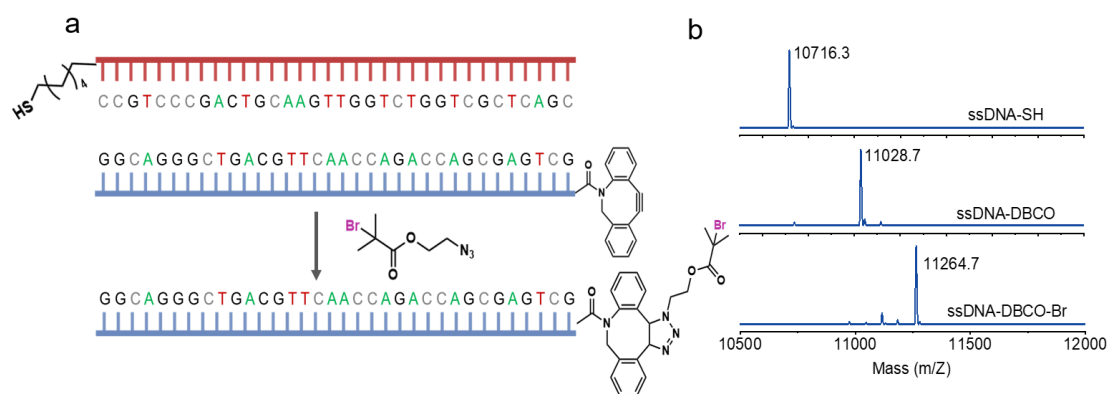 a
HS
4
CCGTCCCGACTGCAAGTTGGTCTGGTCGCTCAGC
GGCAGGGCTGACGTTCAACCAGACCAGCGAGTCG
O
N
Br
O
N₃
O
GGCAGGGCTGACGTTCAACCAGACCAGCGAGTCG
O
N
N
N
N
O
O
Br
b
10716.3
ssDNA-SH
11028.7
ssDNA-DBCO
11264.7
ssDNA-DBCO-Br
10500 11000 11500 12000
Mass (m/Z)